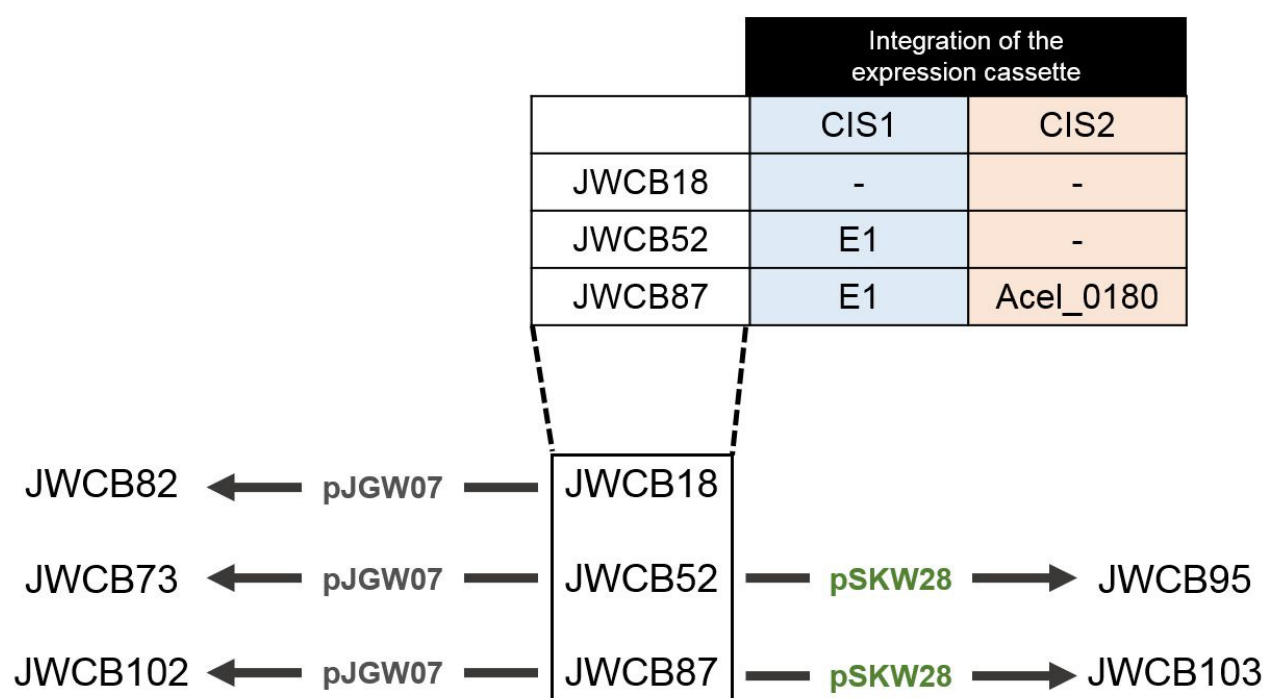 Integration of the
expression cassette
CIS1 CIS2
JWCB18 - -
JWCB52 E1 -
JWCB87 E1 Acel_0180
JWCB82 pJGW07 JWCB18
JWCB73 pJGW07 JWCB52 pSKW28 JWCB95
JWCB102 pJGW07 JWCB87 pSKW28 JWCB103